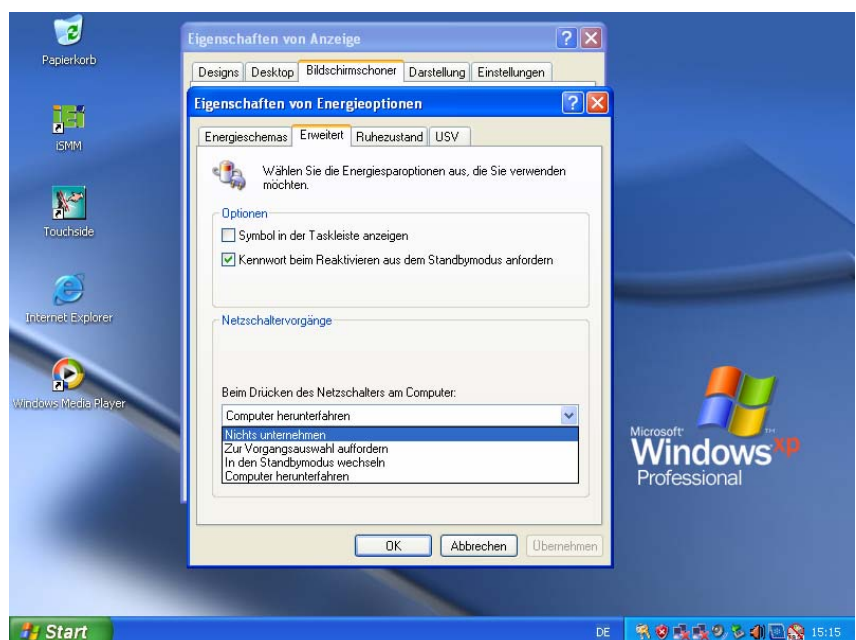 Papierkorb
iSMM
Touchside
Internet Explorer
Windows Media Player
Eigenschaften von Anzeige
Designs Desktop Bildschirmschoner Darstellung Einstellungen
Eigenschaften von Energieoptionen
Energieschemas Erweitert Ruhezustand USV
Wählen Sie die Energiesparoptionen aus, die Sie verwenden
möchten.
Optionen
Symbol in der Taskleiste anzeigen
Kennwort beim Reaktivieren aus dem Standbymodus anfordern
Netzschaltervorgänge
Beim Drücken des Netzschalters am Computer:
Computer herunterfahren
Nichts unternehmen
Zur Vorgangsauswahl auffordern
In den Standbymodus wechseln
Computer herunterfahren
OK Abbrechen Übernehmen
Microsoft
Windows xp
Professional
Start DE 15:15